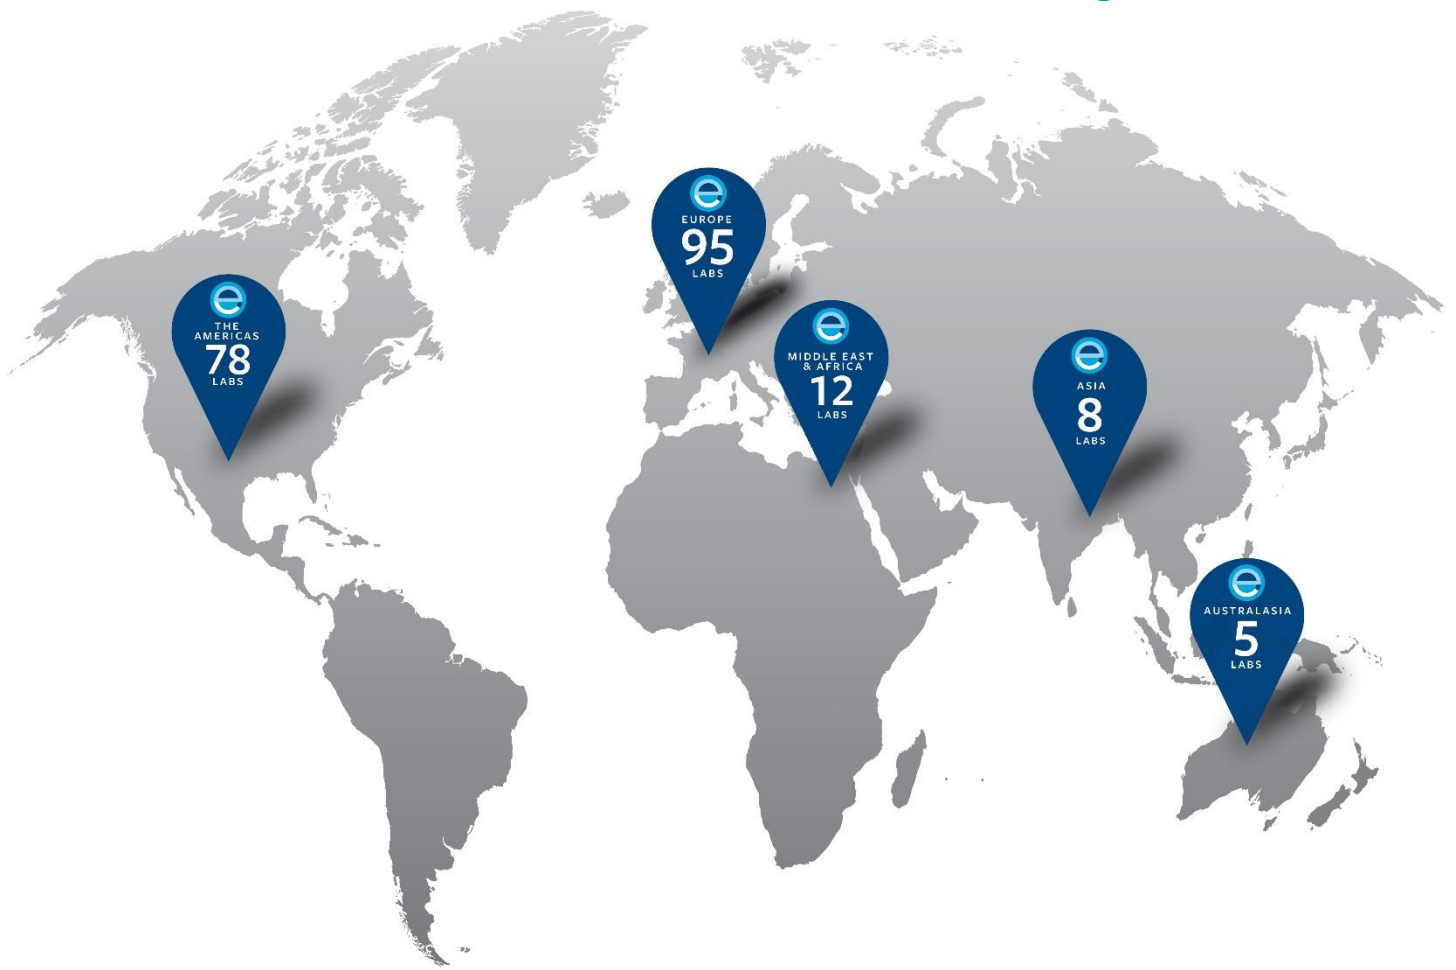 EUROPE
95
LABS
THE
AMERICAS
78
LABS
MIDDLE EAST
& AFRICA
12
LABS
ASIA
8
LABS
AUSTRALASIA
5
LABS